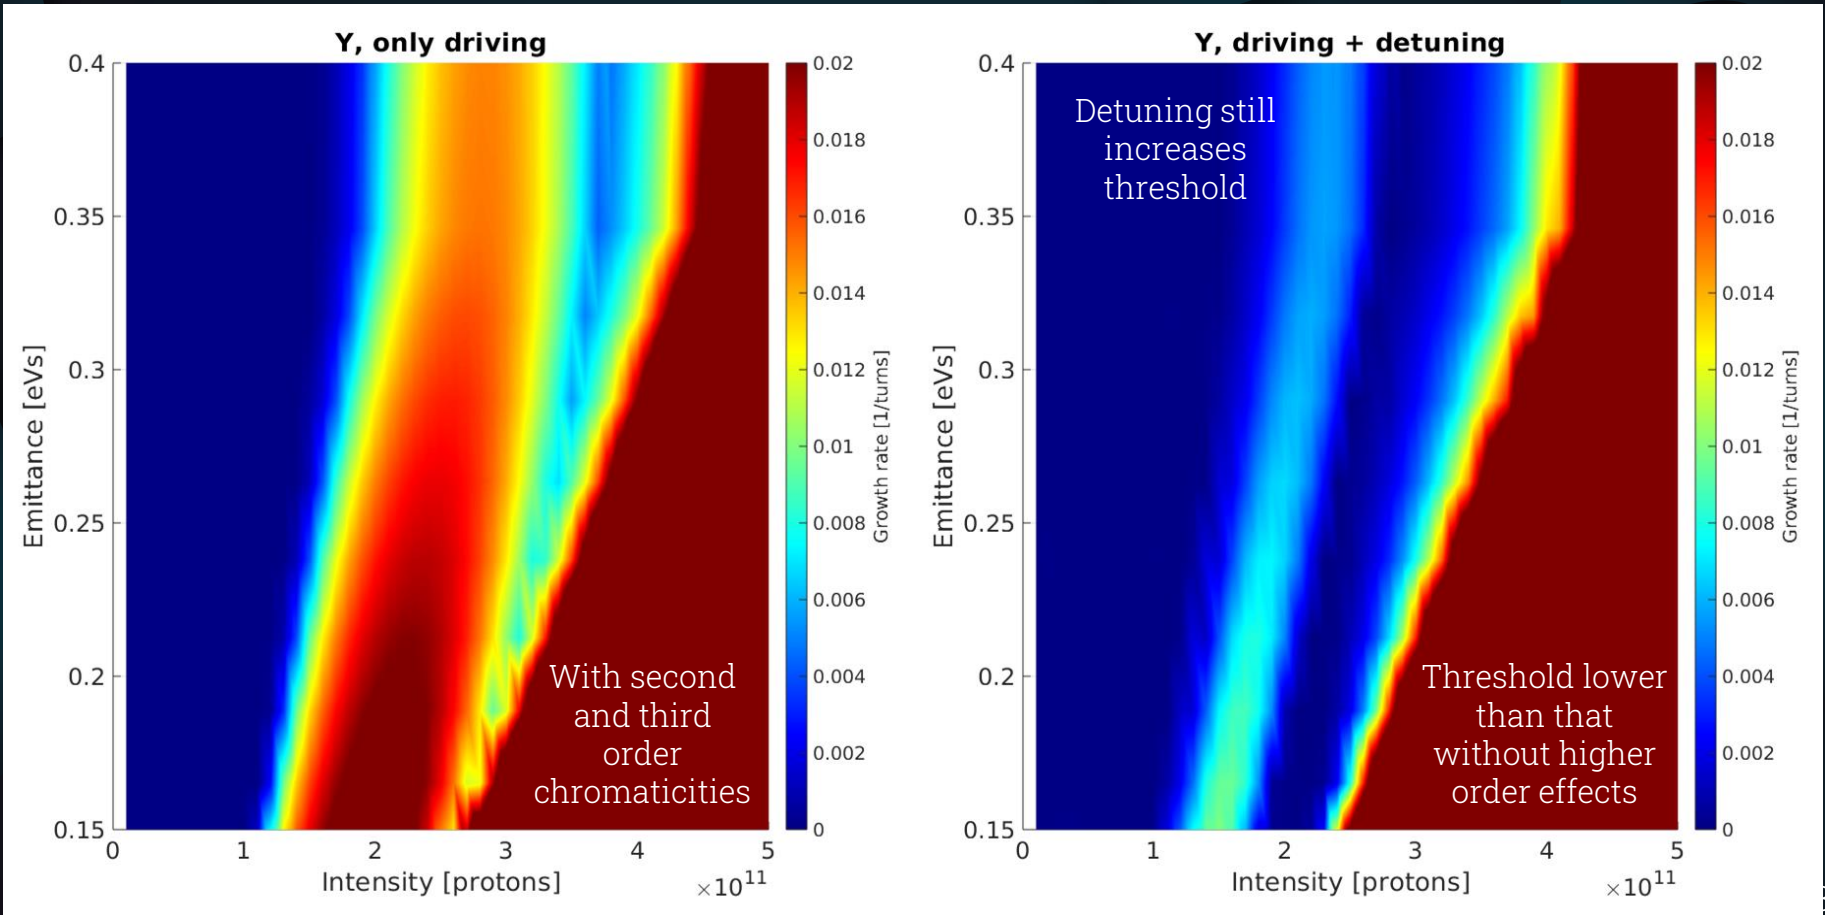 Y, only driving
0.4
0.35
0.3
0.25
0.2
0.15
0
1
2
3
4
5
Emittance [eVs]
Intensity [protons]
×10¹¹
0.02
0.018
0.016
0.014
0.012
0.01
0.008
0.006
0.004
0.002
0
Growth rate [1/turns]
With second
and third
order
chromaticities
Y, driving + detuning
0.4
0.35
0.3
0.25
0.2
0.15
0
1
2
3
4
5
Emittance [eVs]
Intensity [protons]
×10¹¹
0.02
0.018
0.016
0.014
0.012
0.01
0.008
0.006
0.004
0.002
0
Growth rate [1/turns]
Detuning still
increases
threshold
Threshold lower
than that
without higher
order effects